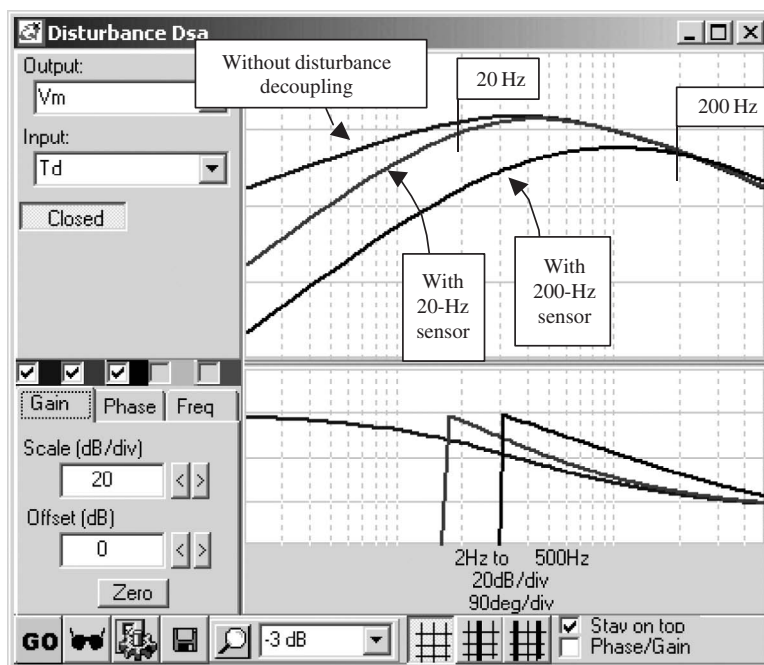 Disturbance Dsa
Output:
Vm
Input:
Td
Closed
Without disturbance
decoupling
20 Hz
200 Hz
With
20-Hz
sensor
With
200-Hz
sensor
Gain
Phase
Freq
Scale (dB/div)
20
< >
Offset (dB)
0
< >
Zero
2Hz to 500Hz
20dB/div
90deg/div
GO
-3 dB
Stay on top
Phase/Gain